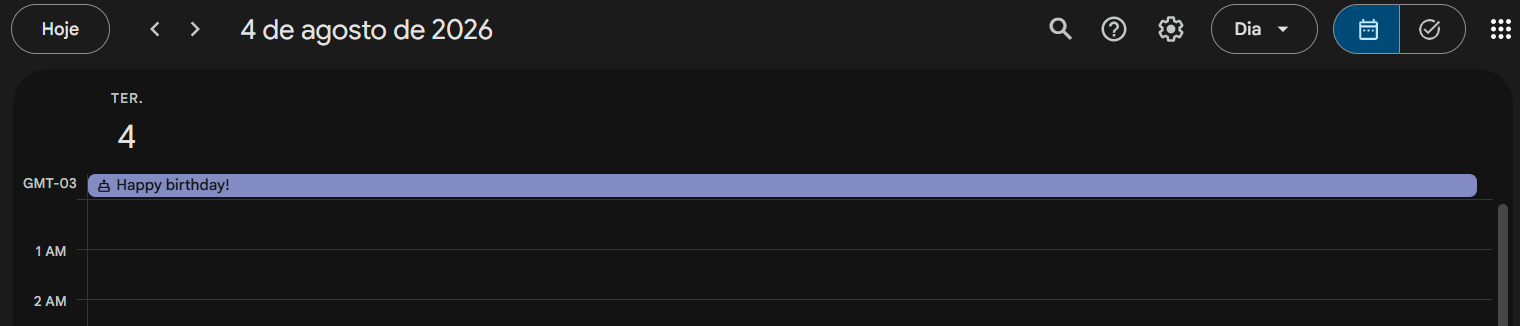 Hoje
4 de agosto de 2026
Dia
TER.
4
GMT-03
Happy birthday!
1 AM
2 AM